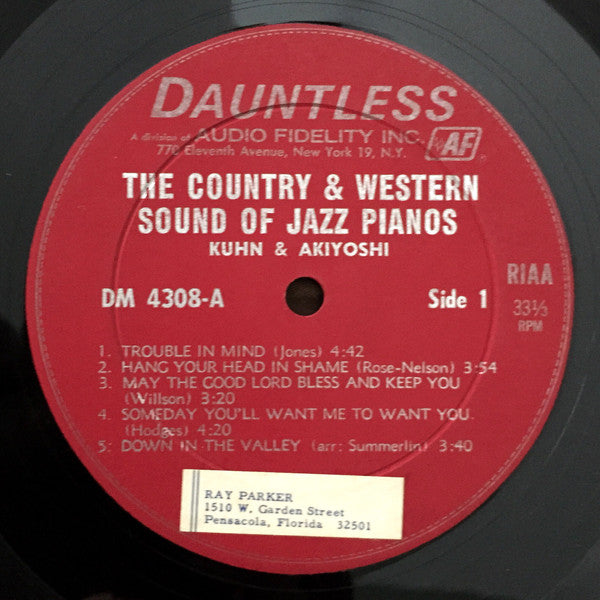 DAUNTLESS
A division of AUDIO FIDELITY INC. AF
770 Eleventh Avenue, New York 19, N.Y.
THE COUNTRY & WESTERN
SOUND OF JAZZ PIANOS
KUHN & AKIYOSHI
DM 4308-A
Side 1
RIAA
33⅓
RPM
1. TROUBLE IN MIND (Jones) 4:42
2. HANG YOUR HEAD IN SHAME (Rose-Nelson) 3:54
3. MAY THE GOOD LORD BLESS AND KEEP YOU
(Willson) 3:20
4. SOMEDAY YOU'LL WANT ME TO WANT YOU
(Hodges) 4:20
5. DOWN IN THE VALLEY (arr: Summerlin) 3:40
RAY PARKER
1510 W. Garden Street
Pensacola, Florida 32501